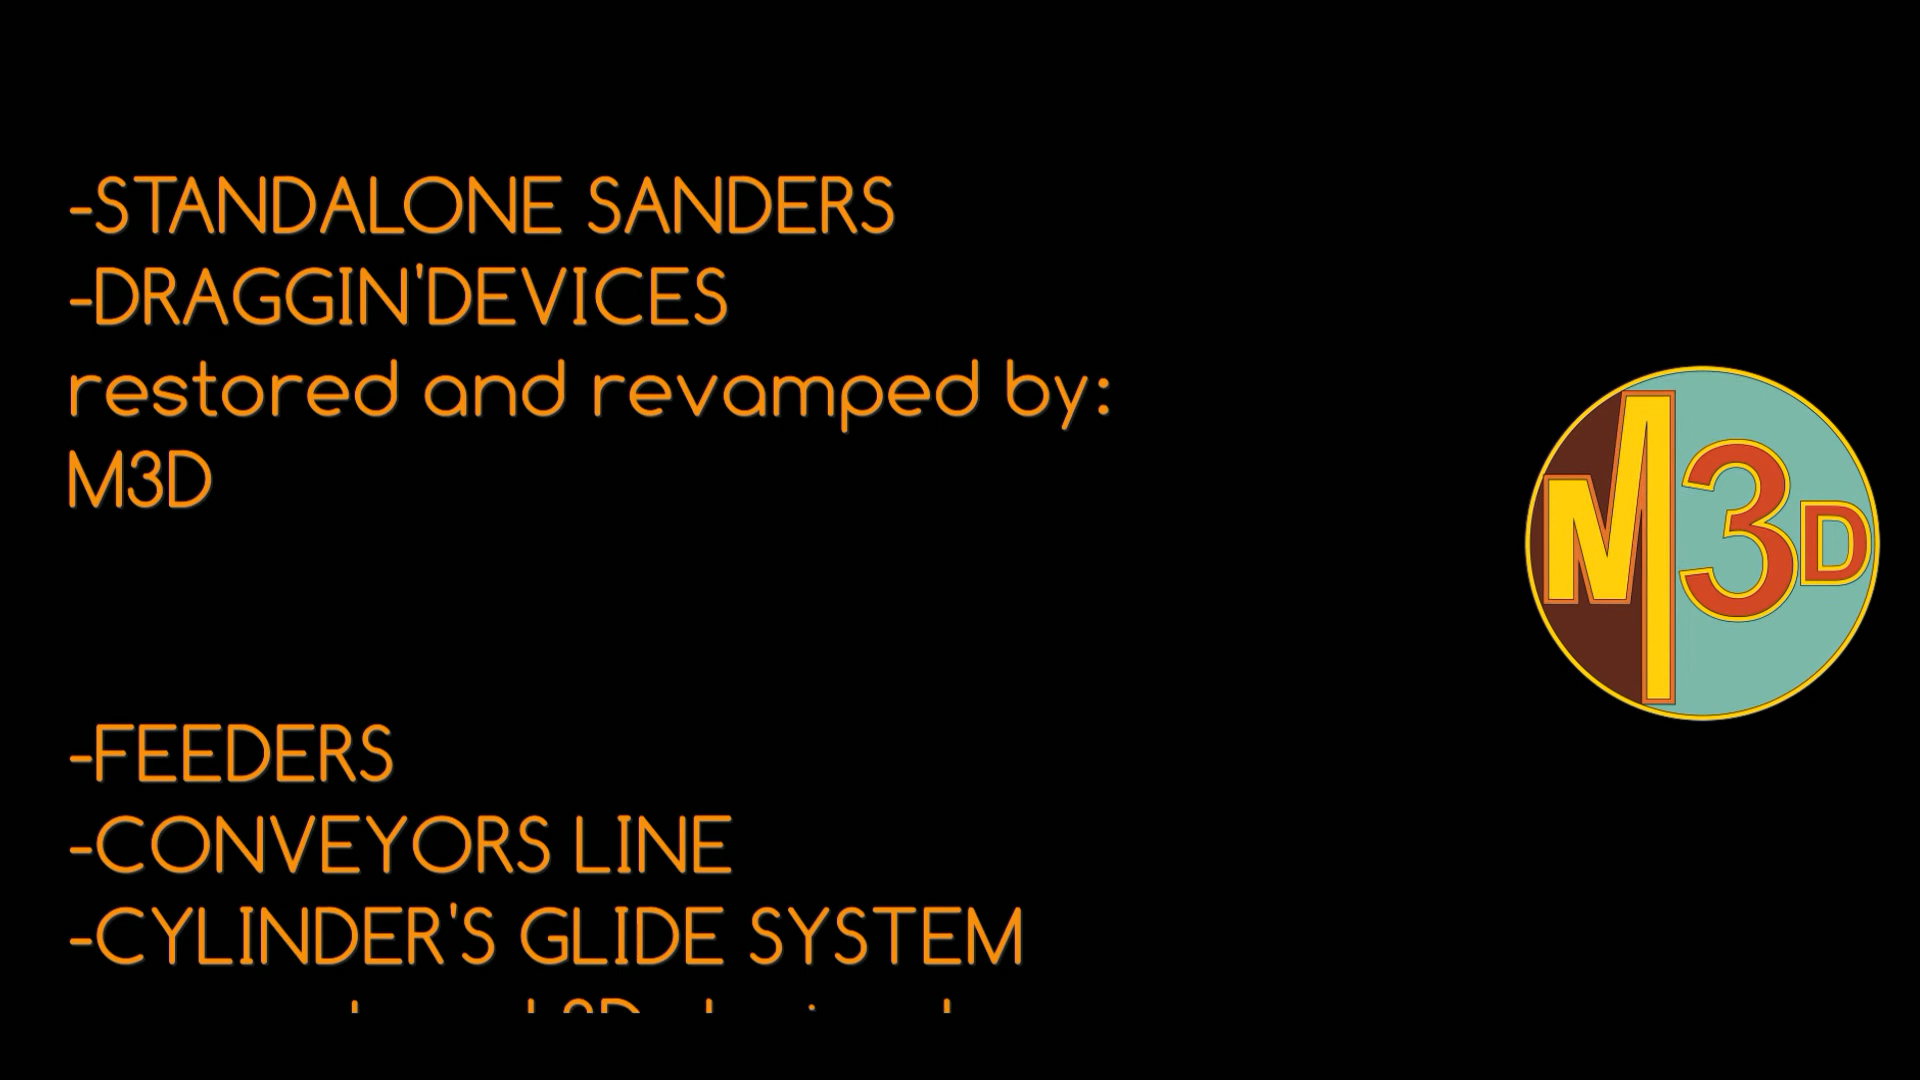 -STANDALONE SANDERS
-DRAGGIN'DEVICES
restored and revamped by:
M3D
M3D
-FEEDERS
-CONVEYORS LINE
-CYLINDER'S GLIDE SYSTEM